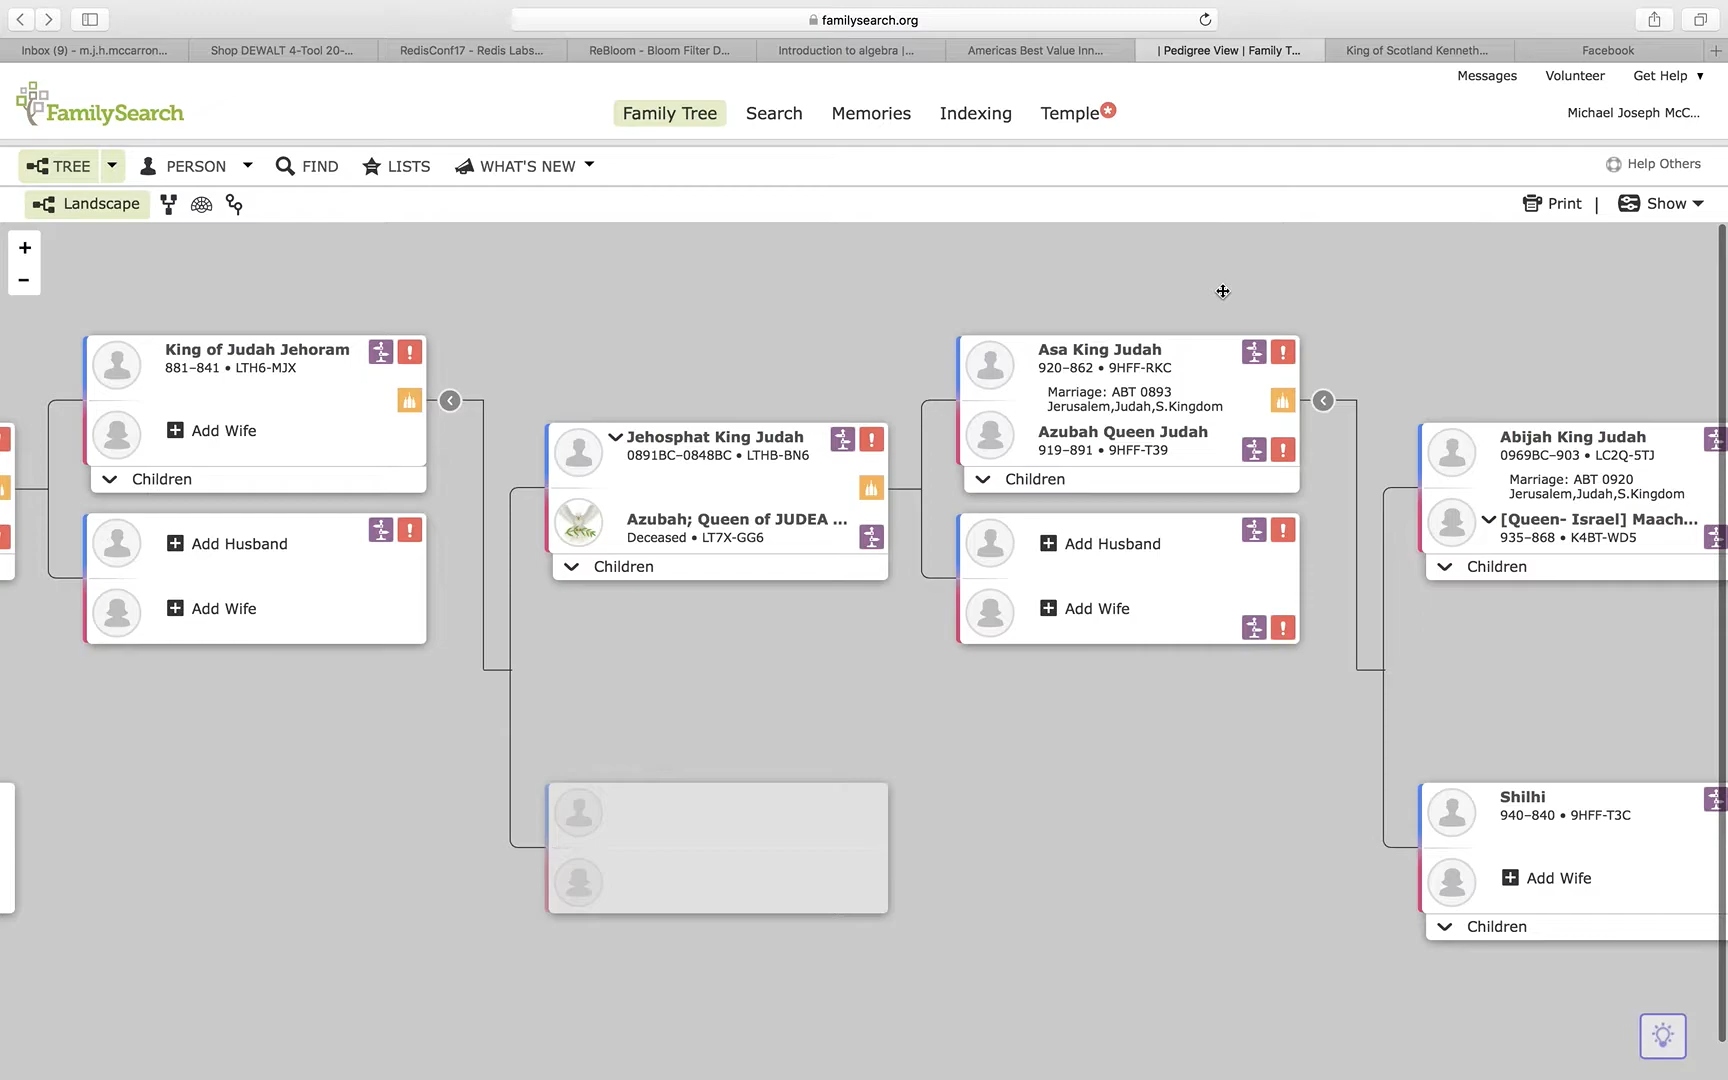 familysearch.org
Inbox (9) - m.j.h.mccarron...
Shop DEWALT 4-Tool 20-...
RedisConf17 - Redis Labs...
ReBloom - Bloom Filter D...
Introduction to algebra |...
Americas Best Value Inn...
| Pedigree View | Family T...
King of Scotland Kenneth...
Facebook
Messages
Volunteer
Get Help
FamilySearch
Family Tree
Search
Memories
Indexing
Temple
Michael Joseph McC...
TREE
PERSON
FIND
LISTS
WHAT'S NEW
Help Others
Landscape
Print |
Show
+
−
King of Judah Jehoram
881–841 • LTH6-MJX
Add Wife
Children
Add Husband
Add Wife
Jehosphat King Judah
0891BC–0848BC • LTHB-BN6
Azubah; Queen of JUDEA ...
Deceased • LT7X-GG6
Children
Asa King Judah
920–862 • 9HFF-RKC
Marriage: ABT 0893
Jerusalem,Judah,S.Kingdom
Azubah Queen Judah
919–891 • 9HFF-T39
Children
Add Husband
Add Wife
Abijah King Judah
0969BC–903 • LC2Q-5TJ
Marriage: ABT 0920
Jerusalem,Judah,S.Kingdom
[Queen- Israel] Maach...
935–868 • K4BT-WD5
Children
Shilhi
940–840 • 9HFF-T3C
Add Wife
Children